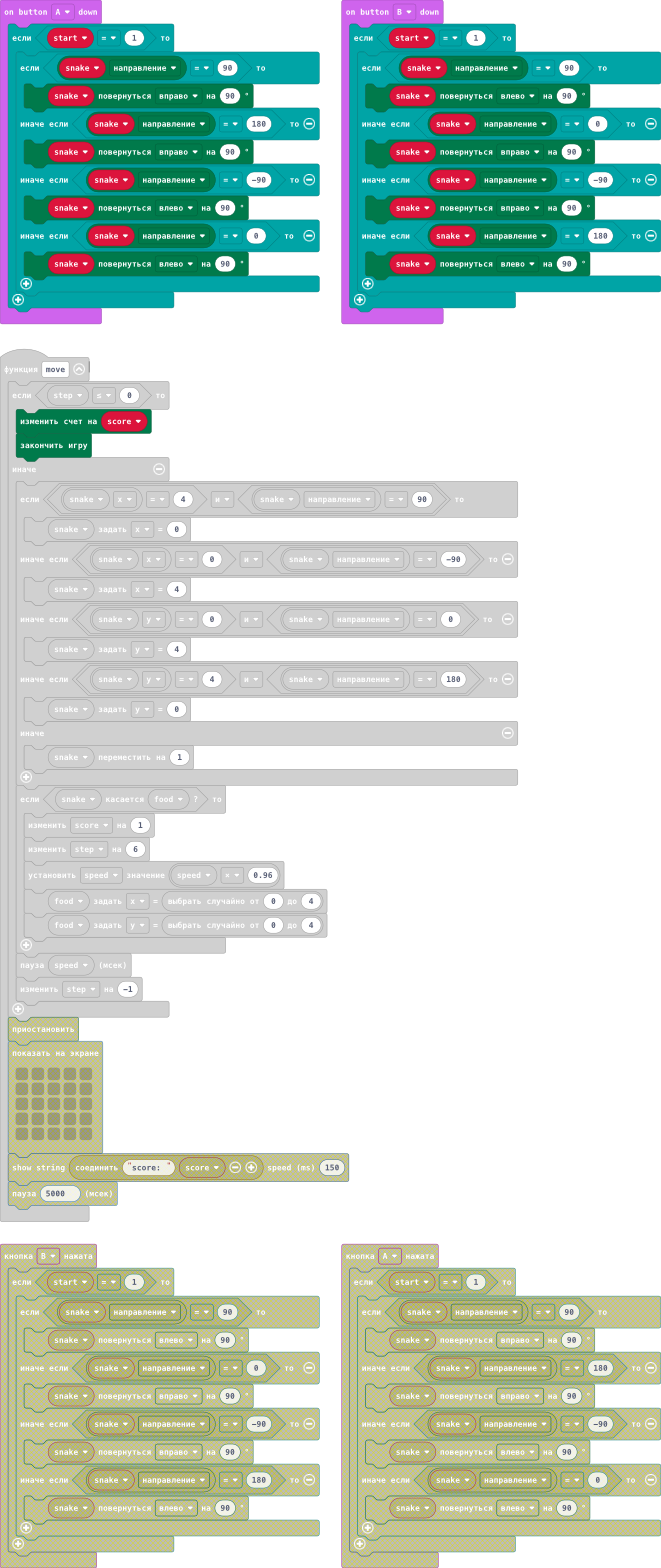 on button A down
если start = 1 то
если snake направление = 90 то
snake повернуться вправо на 90 °
иначе если snake направление = 180 то
snake повернуться вправо на 90 °
иначе если snake направление = -90 то
snake повернуться влево на 90 °
иначе если snake направление = 0 то
snake повернуться влево на 90 °
on button B down
если start = 1 то
если snake направление = 90 то
snake повернуться влево на 90 °
иначе если snake направление = 0 то
snake повернуться вправо на 90 °
иначе если snake направление = -90 то
snake повернуться вправо на 90 °
иначе если snake направление = 180 то
snake повернуться влево на 90 °
функция move
если step ≤ 0 то
изменить счет на score
закончить игру
иначе
если snake x = 4 и snake направление = 90 то
snake задать x = 0
иначе если snake x = 0 и snake направление = -90 то
snake задать x = 4
иначе если snake y = 0 и snake направление = 0 то
snake задать y = 4
иначе если snake y = 4 и snake направление = 180 то
snake задать y = 0
иначе
snake переместить на 1
если snake касается food ? то
изменить score на 1
изменить step на 6
установить speed значение speed × 0.96
food задать x = выбрать случайно от 0 до 4
food задать y = выбрать случайно от 0 до 4
пауза speed (мсек)
изменить step на -1
приостановить
показать на экране
show string соединить "score: " score speed (ms) 150
пауза 5000 (мсек)
кнопка B нажата
если start = 1 то
если snake направление = 90 то
snake повернуться влево на 90 °
иначе если snake направление = 0 то
snake повернуться вправо на 90 °
иначе если snake направление = -90 то
snake повернуться вправо на 90 °
иначе если snake направление = 180 то
snake повернуться влево на 90 °
кнопка A нажата
если start = 1 то
если snake направление = 90 то
snake повернуться вправо на 90 °
иначе если snake направление = 180 то
snake повернуться вправо на 90 °
иначе если snake направление = -90 то
snake повернуться влево на 90 °
иначе если snake направление = 0 то
snake повернуться влево на 90 °